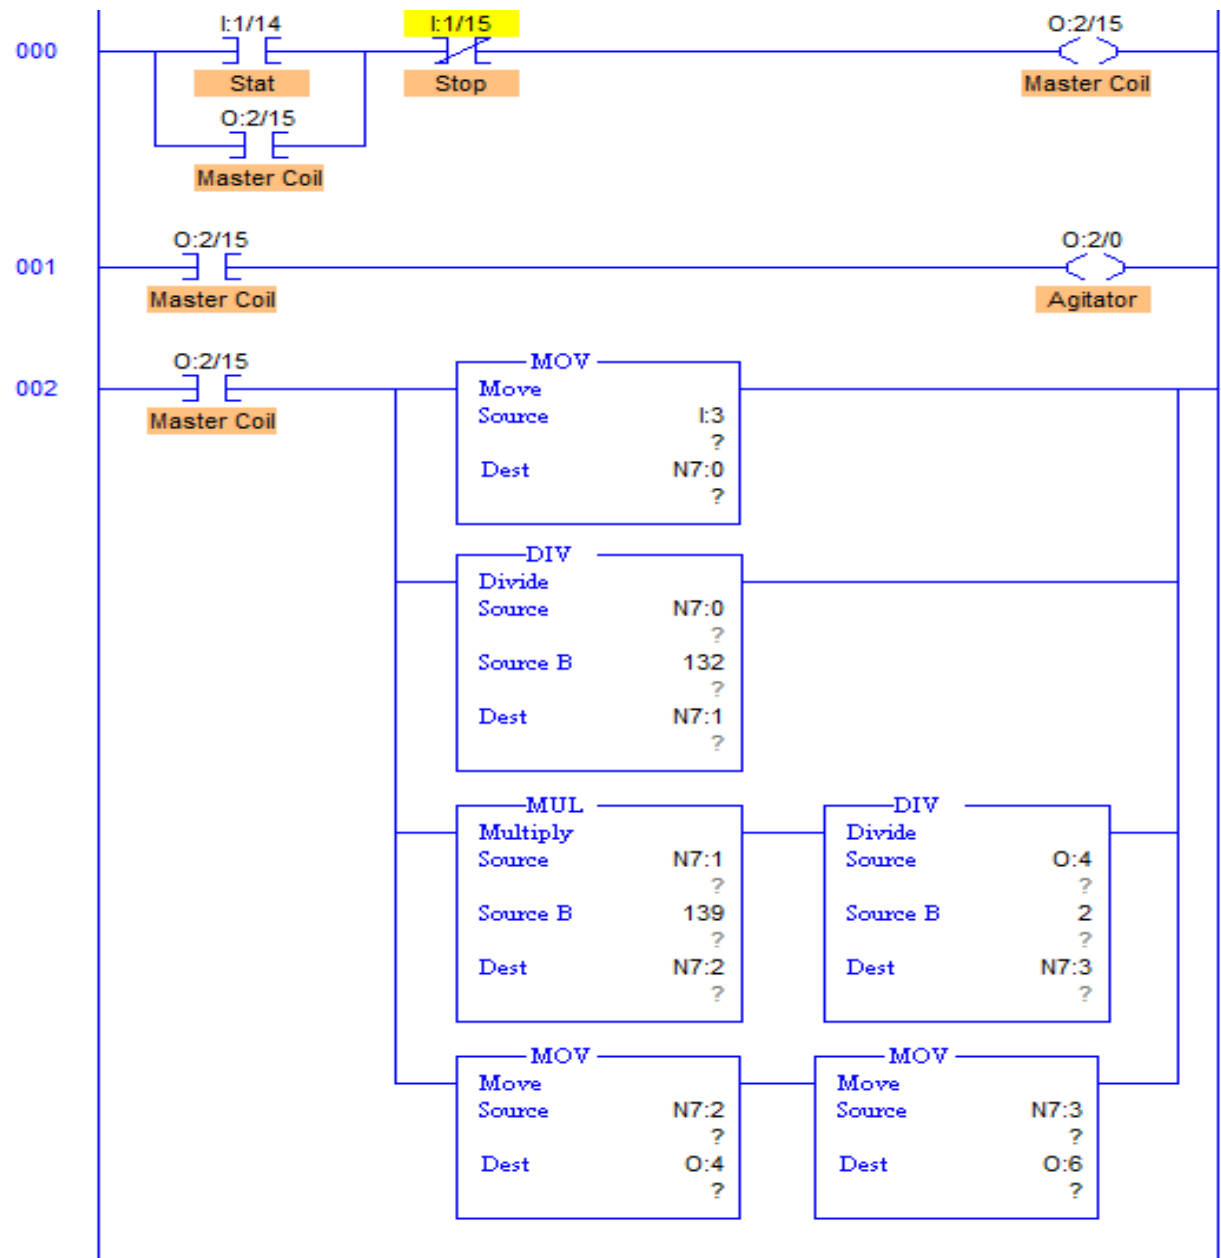 I:1/14 I:1/15 O:2/15
000
Stat Stop Master Coil
O:2/15
Master Coil
O:2/15 O:2/0
001
Master Coil Agitator
O:2/15 MOV
002 Move
Master Coil Source I:3
?
Dest N7:0
?
DIV
Divide
Source N7:0
?
Source B 132
?
Dest N7:1
?
MUL DIV
Multiply Divide
Source N7:1 Source O:4
? ?
Source B 139 Source B 2
? ?
Dest N7:2 Dest N7:3
? ?
MOV MOV
Move Move
Source N7:2 Source N7:3
? ?
Dest O:4 Dest O:6
? ?